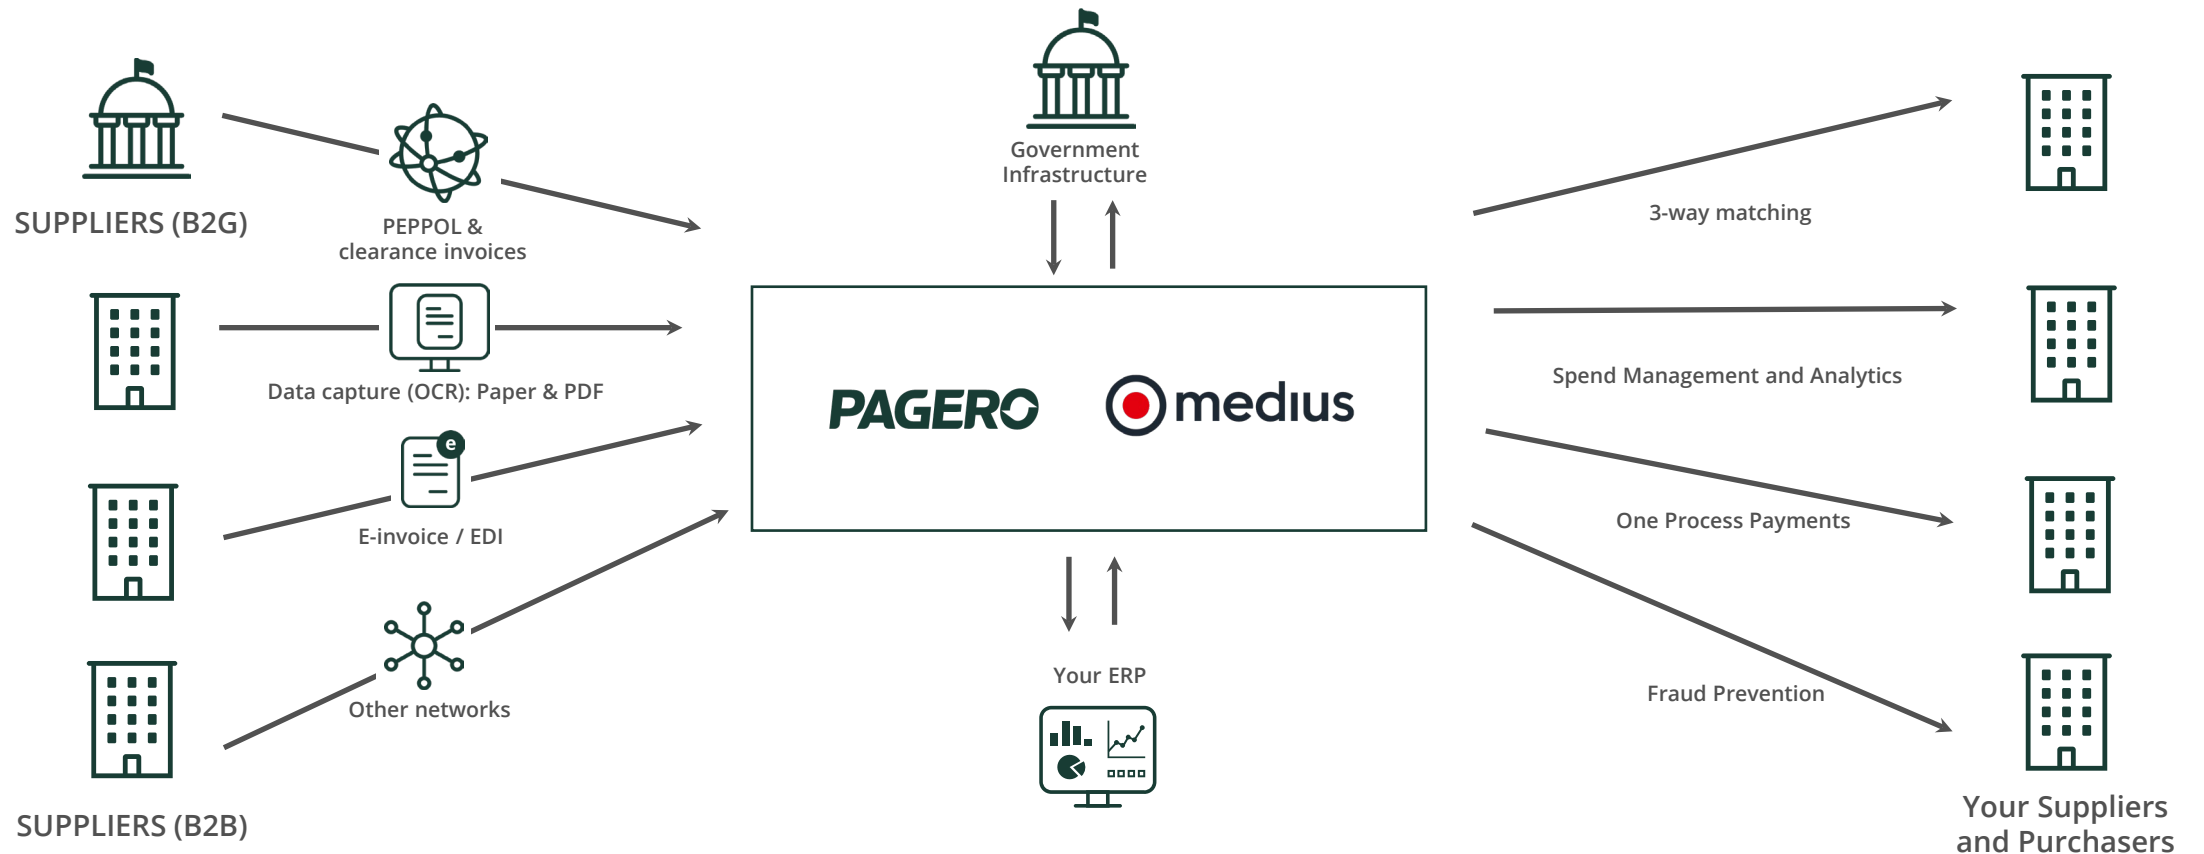 SUPPLIERS (B2G)
PEPPOL &
clearance invoices
Data capture (OCR): Paper & PDF
e
E-invoice / EDI
Other networks
SUPPLIERS (B2B)
Government
Infrastructure
PAGERO
medius
Your ERP
3-way matching
Spend Management and Analytics
One Process Payments
Fraud Prevention
Your Suppliers
and Purchasers